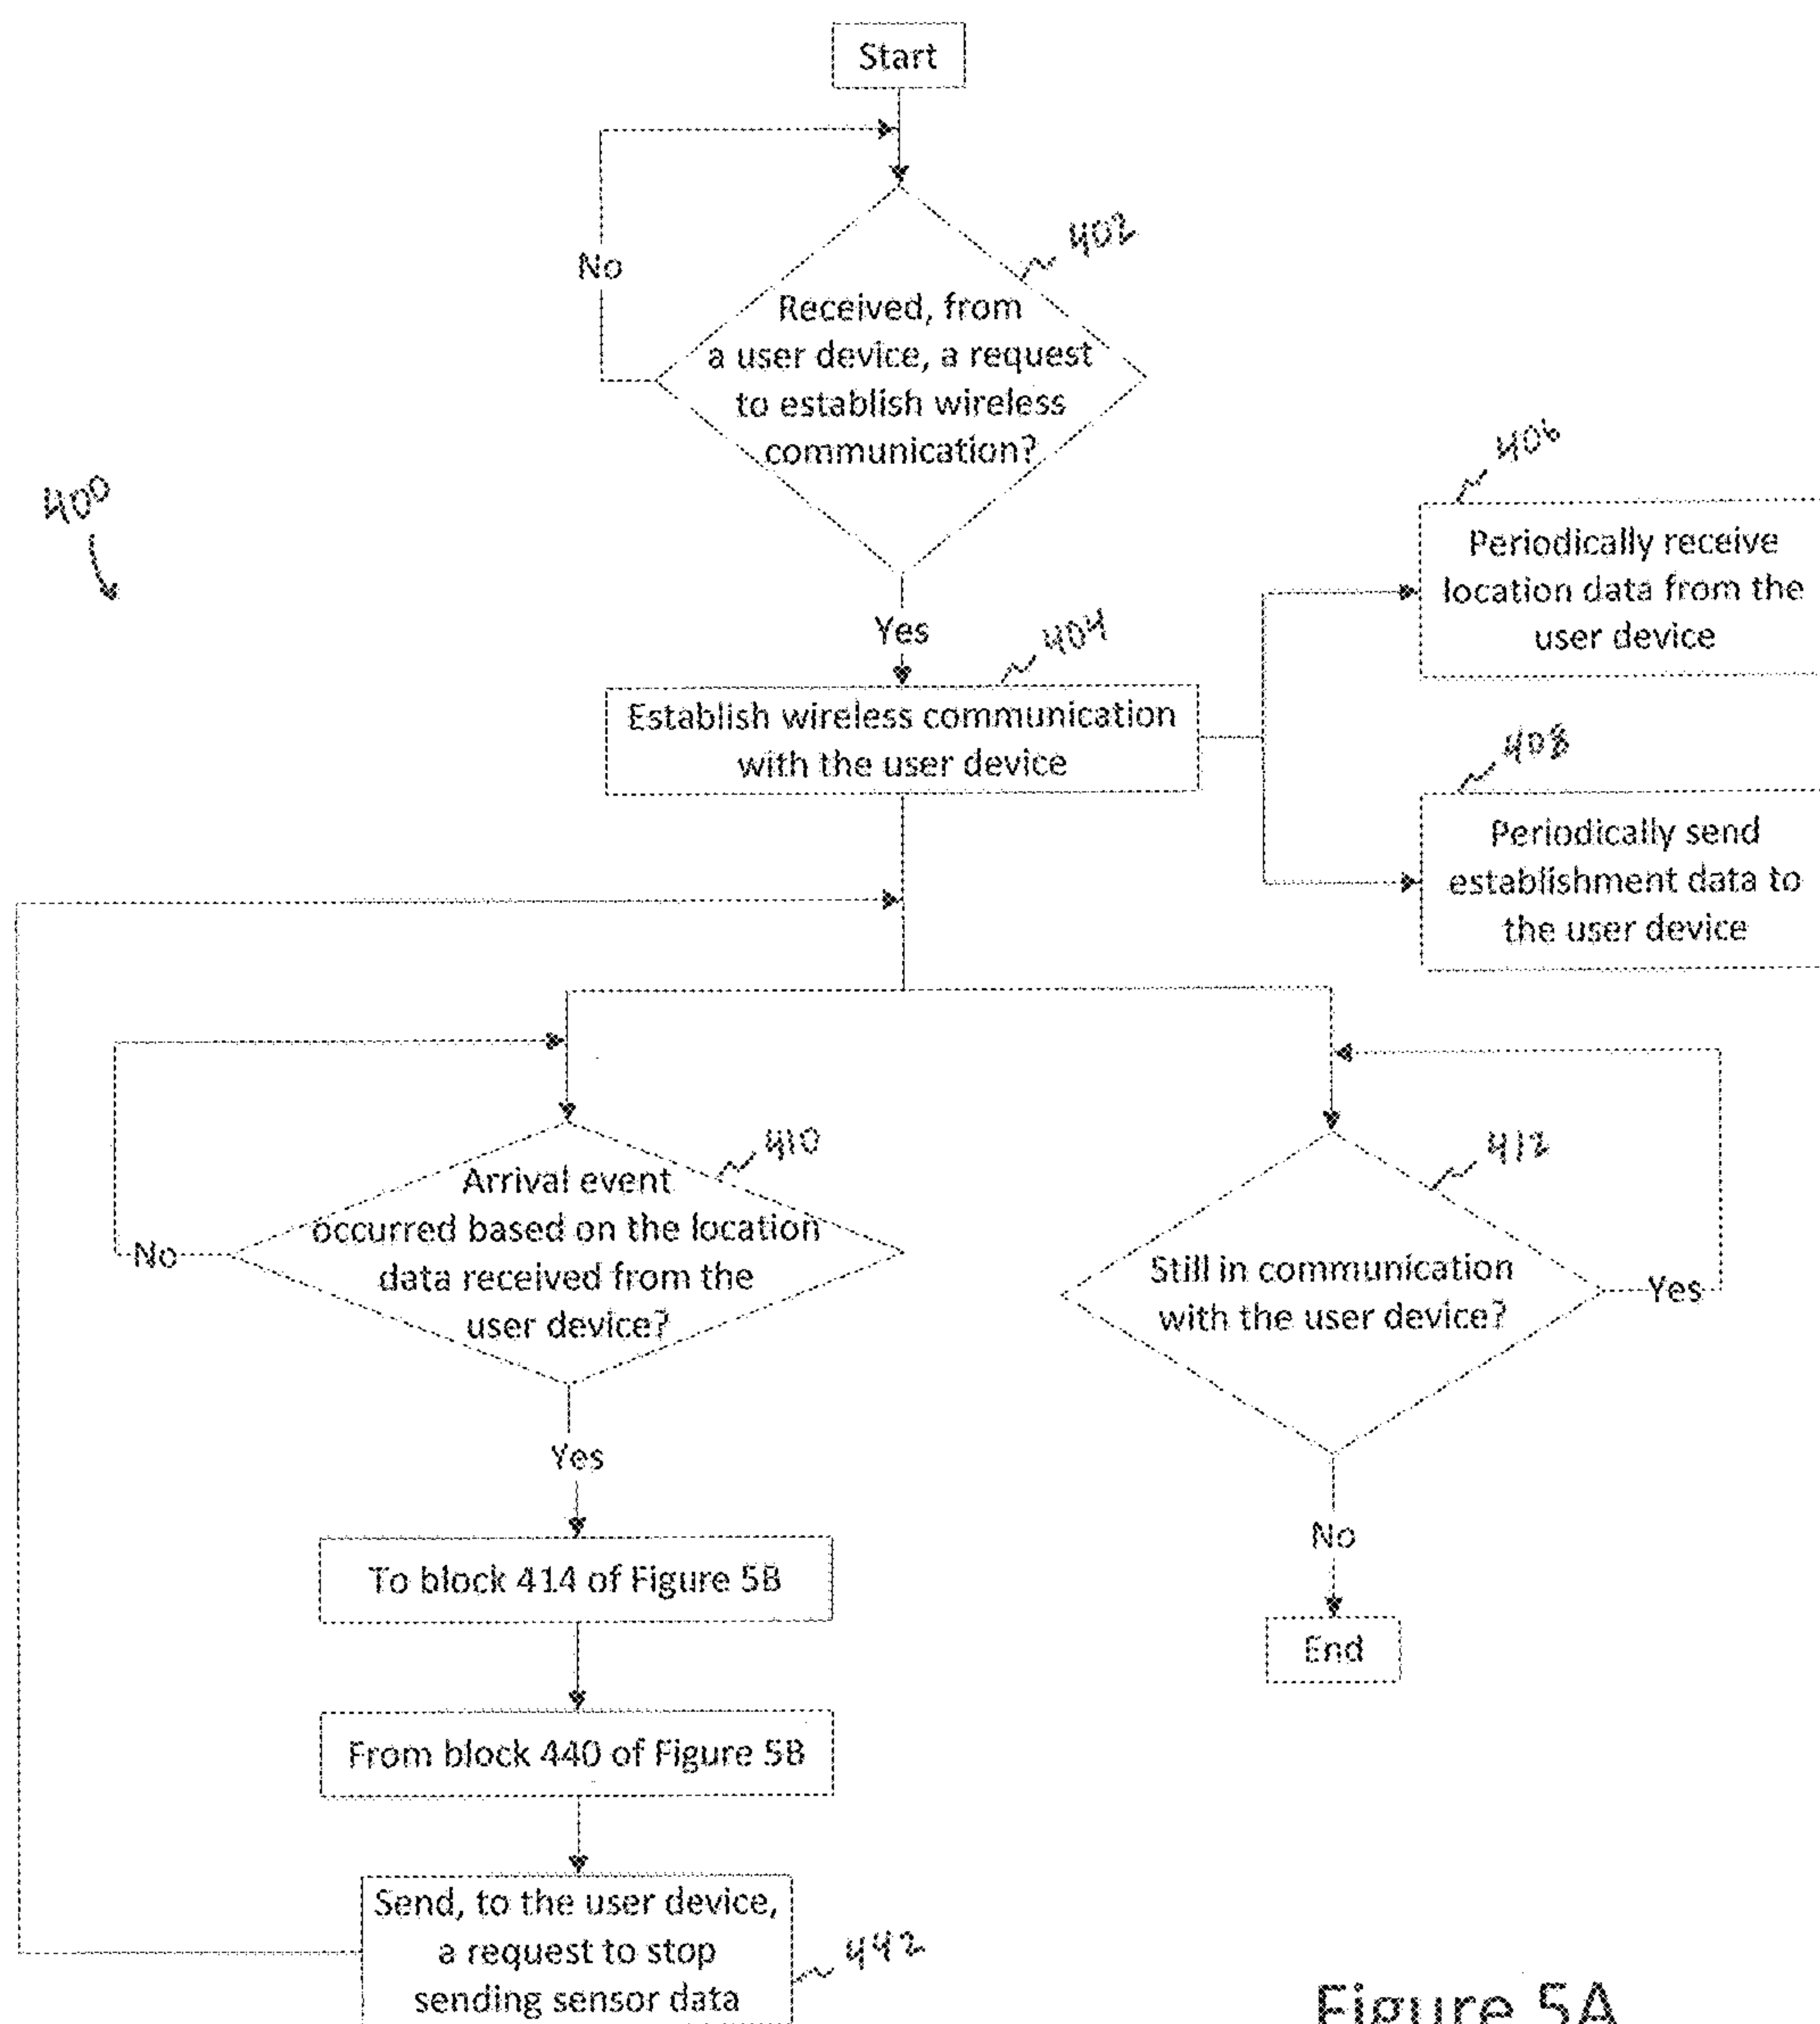 Start
No
402
Received, from
a user device, a request
to establish wireless
communication?
400
406
Periodically receive
location data from the
user device
Yes
404
Establish wireless communication
with the user device
408
Periodically send
establishment data to
the user device
410
Arrival event
occurred based on the location
data received from the
user device?
No
412
Still in communication
with the user device?
Yes
Yes
No
To block 414 of Figure 5B
End
From block 440 of Figure 5B
Send, to the user device,
a request to stop
sending sensor data
442
Figure 5A